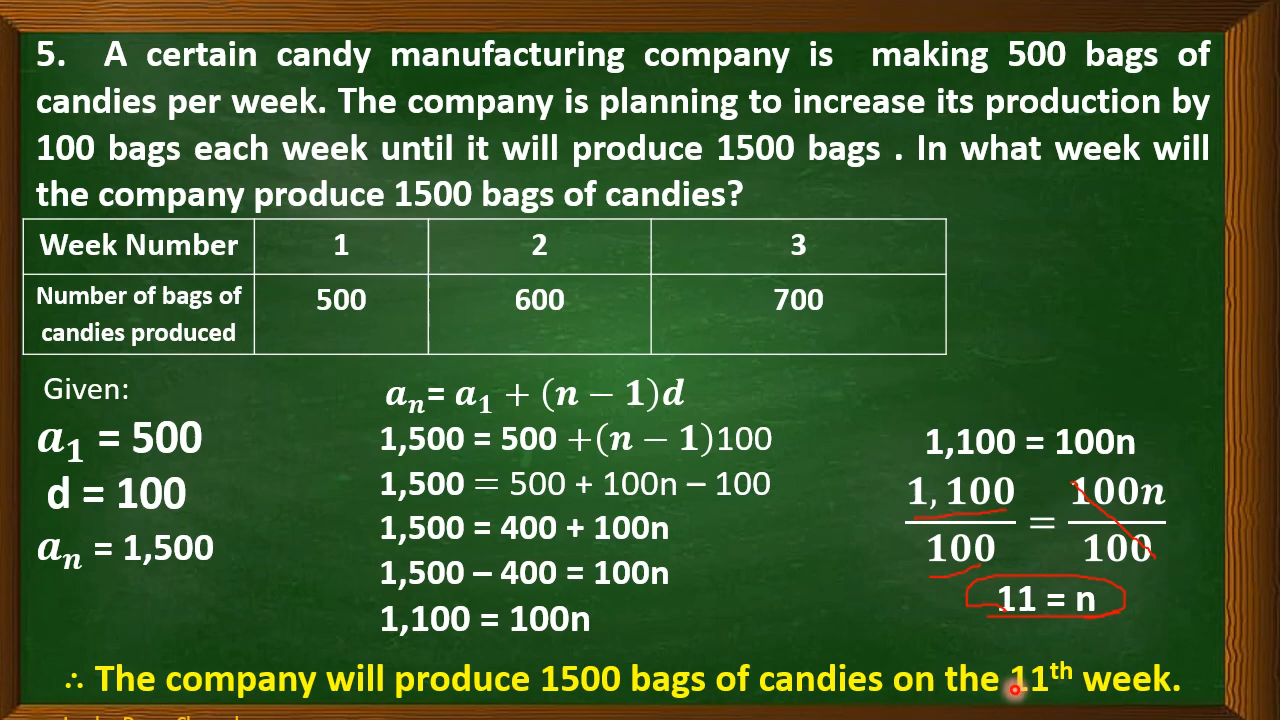 5. A certain candy manufacturing company is making 500 bags of
candies per week. The company is planning to increase its production by
100 bags each week until it will produce 1500 bags . In what week will
the company produce 1500 bags of candies?
Week Number 1 2 3
Number of bags of
candies produced 500 600 700
Given:
a₁ = 500
d = 100
aₙ = 1,500
aₙ= a₁ + (n − 1)d
1,500 = 500 +(n − 1)100
1,500 = 500 + 100n – 100
1,500 = 400 + 100n
1,500 – 400 = 100n
1,100 = 100n
1,100 = 100n
1,100/100 = 100n/100
11 = n
∴ The company will produce 1500 bags of candies on the 11th week.